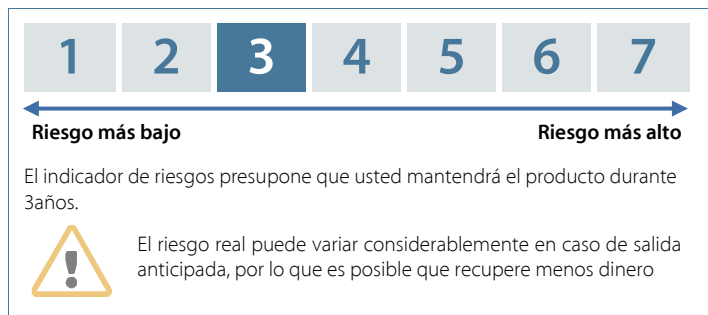 1 2 3 4 5 6 7
Riesgo más bajo Riesgo más alto
El indicador de riesgos presupone que usted mantendrá el producto durante
3años.
El riesgo real puede variar considerablemente en caso de salida
anticipada, por lo que es posible que recupere menos dinero